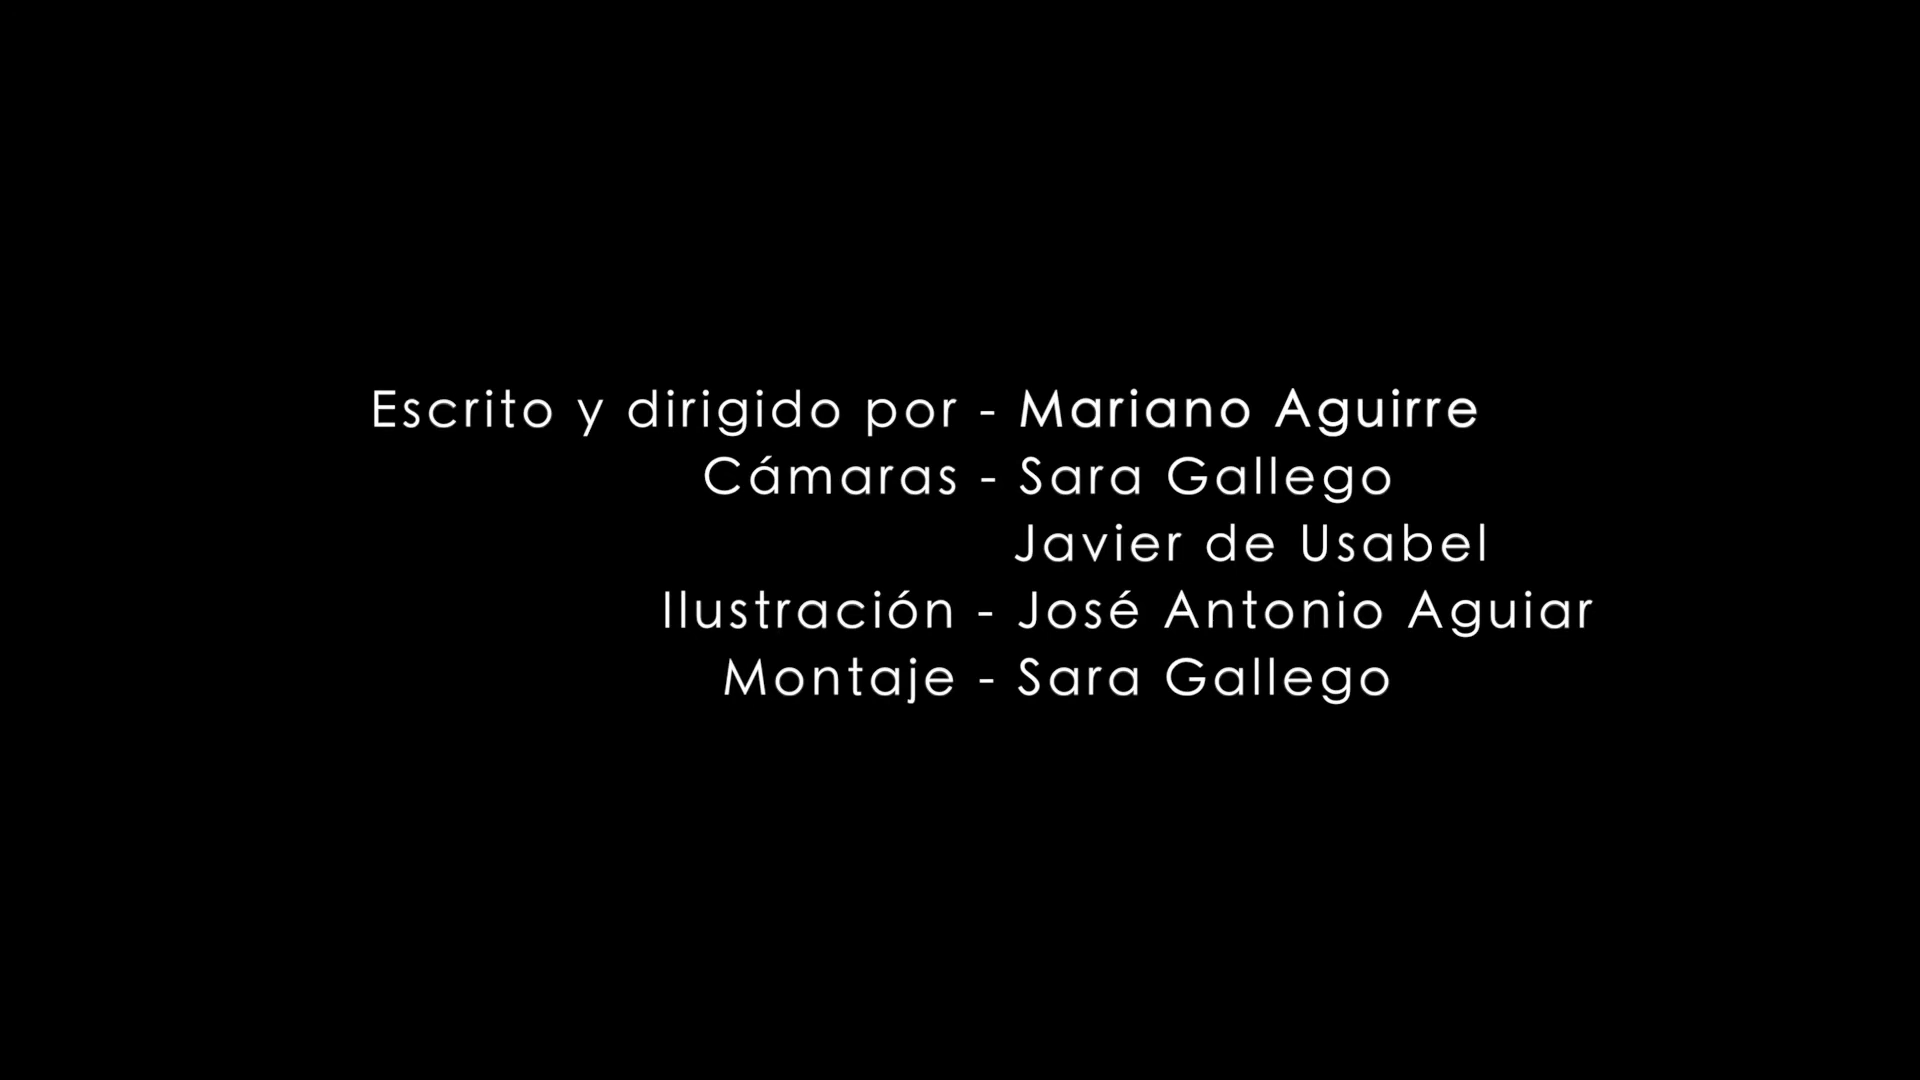 Escrito y dirigido por - Mariano Aguirre
Cámaras - Sara Gallego
Javier de Usabel
Ilustración - José Antonio Aguiar
Montaje - Sara Gallego